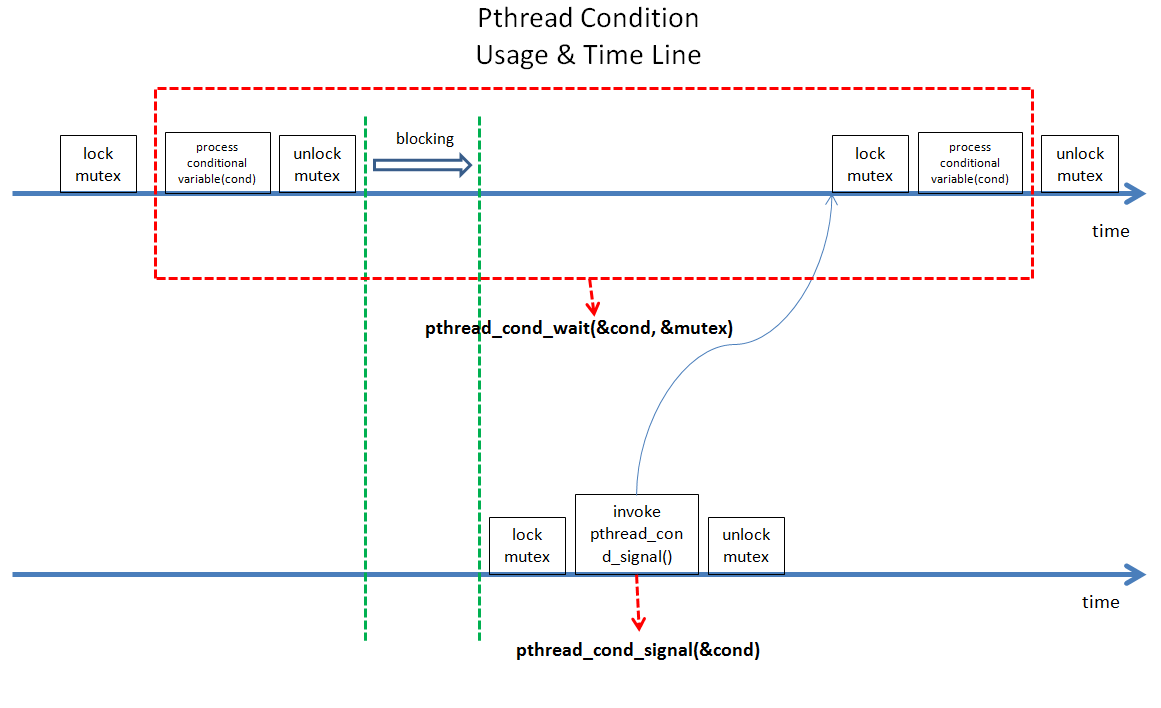 Pthread Condition
Usage & Time Line
blocking
lock
mutex
process
conditional
variable(cond)
unlock
mutex
lock
mutex
process
conditional
variable(cond)
unlock
mutex
time
pthread_cond_wait(&cond, &mutex)
lock
mutex
invoke
pthread_con
d_signal()
unlock
mutex
time
pthread_cond_signal(&cond)